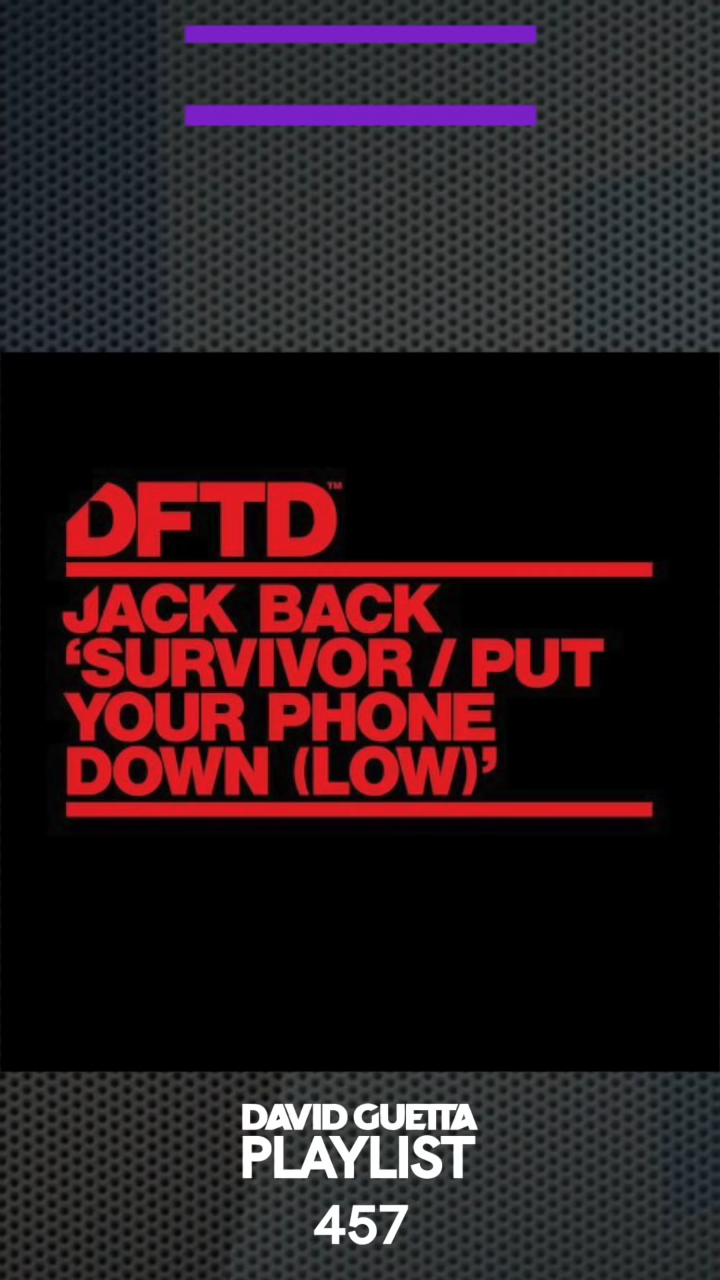 DFTD™
JACK BACK
‘SURVIVOR / PUT
YOUR PHONE
DOWN (LOW)’
DAVID GUETTA
PLAYLIST
457